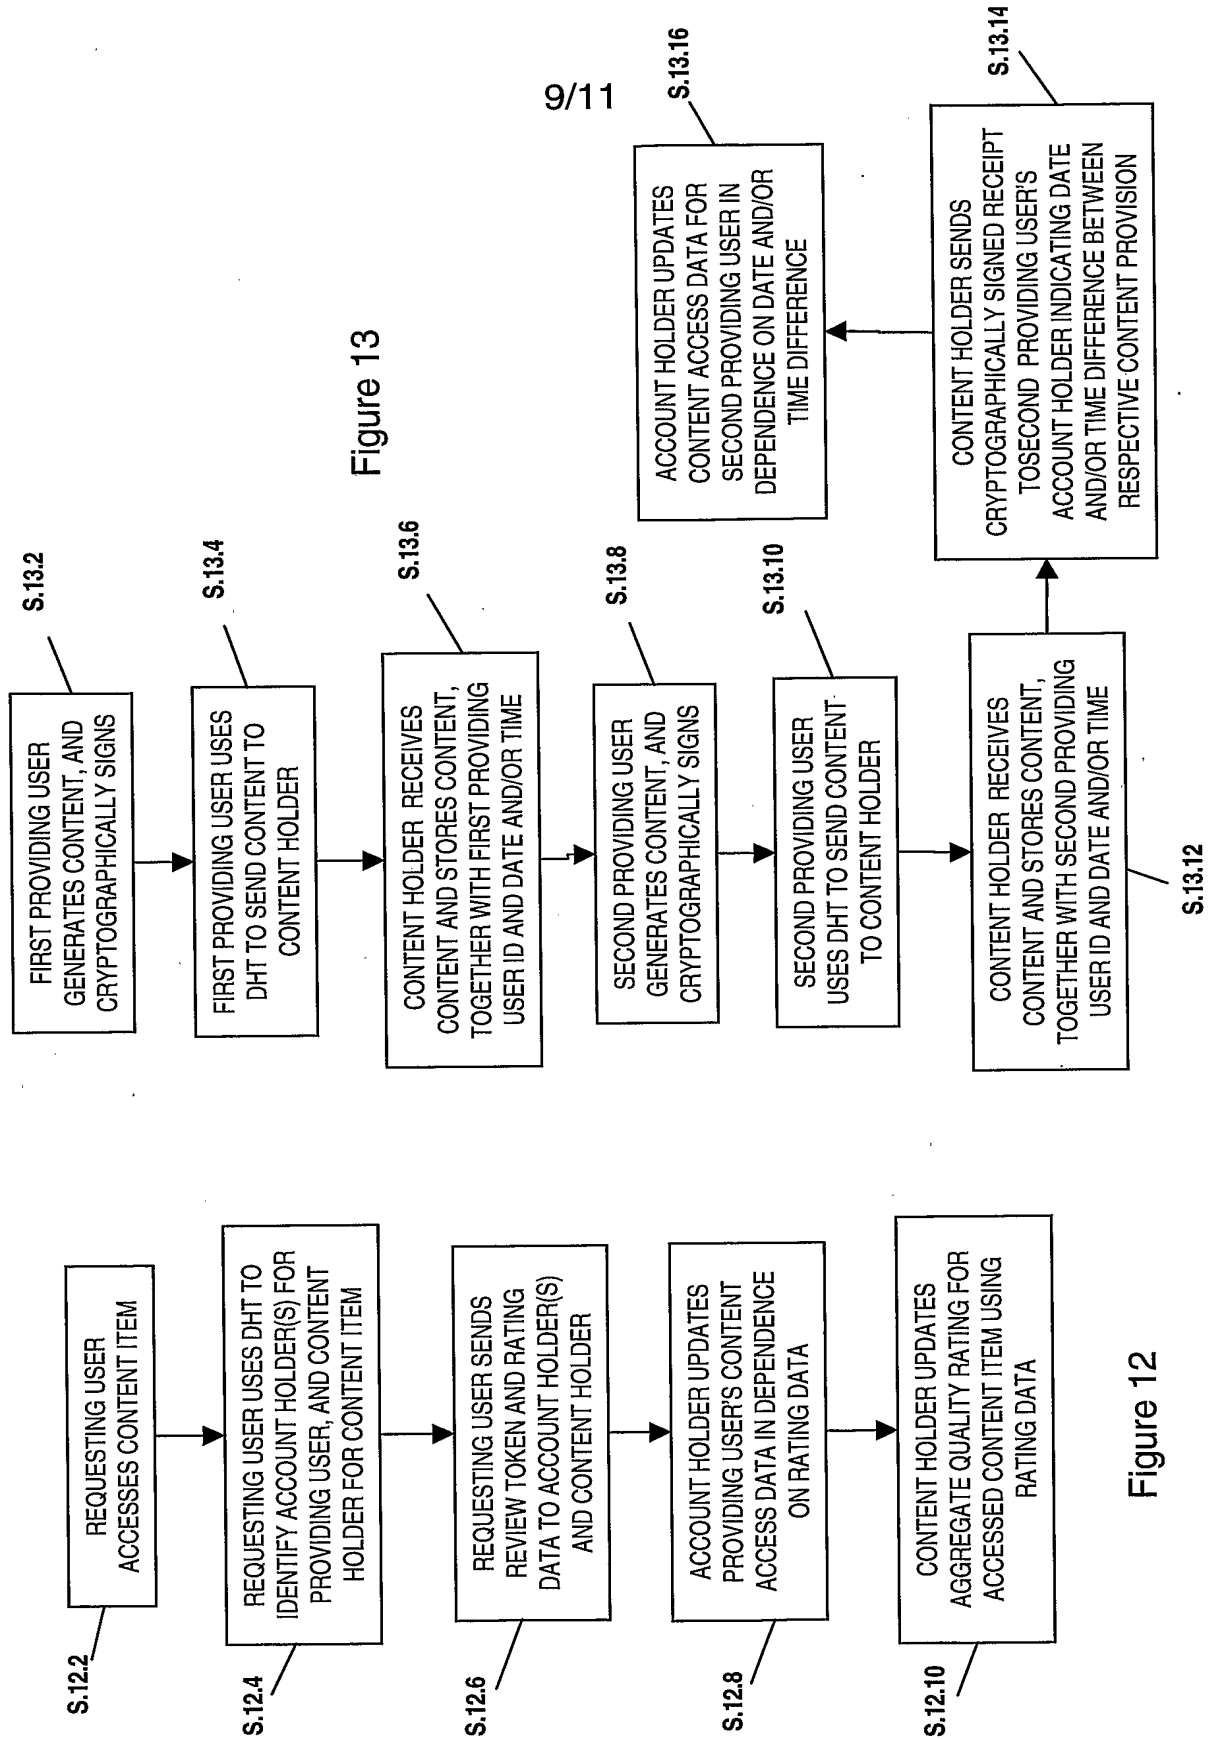 9/11
S.12.2
REQUESTING USER
ACCESSES CONTENT ITEM
S.12.4
REQUESTING USER USES DHT TO
IDENTIFY ACCOUNT HOLDER(S) FOR
PROVIDING USER, AND CONTENT
HOLDER FOR CONTENT ITEM
S.12.6
REQUESTING USER SENDS
REVIEW TOKEN AND RATING
DATA TO ACCOUNT HOLDER(S)
AND CONTENT HOLDER
S.12.8
ACCOUNT HOLDER UPDATES
PROVIDING USER'S CONTENT
ACCESS DATA IN DEPENDENCE
ON RATING DATA
S.12.10
CONTENT HOLDER UPDATES
AGGREGATE QUALITY RATING FOR
ACCESSED CONTENT ITEM USING
RATING DATA
Figure 12
S.13.2
FIRST PROVIDING USER
GENERATES CONTENT, AND
CRYPTOGRAPHICALLY SIGNS
S.13.4
FIRST PROVIDING USER USES
DHT TO SEND CONTENT TO
CONTENT HOLDER
S.13.6
CONTENT HOLDER RECEIVES
CONTENT AND STORES CONTENT,
TOGETHER WITH FIRST PROVIDING
USER ID AND DATE AND/OR TIME
S.13.8
SECOND PROVIDING USER
GENERATES CONTENT, AND
CRYPTOGRAPHICALLY SIGNS
S.13.10
SECOND PROVIDING USER
USES DHT TO SEND CONTENT
TO CONTENT HOLDER
CONTENT HOLDER RECEIVES
CONTENT AND STORES CONTENT,
TOGETHER WITH SECOND PROVIDING
USER ID AND DATE AND/OR TIME
S.13.12
S.13.14
CONTENT HOLDER SENDS
CRYPTOGRAPHICALLY SIGNED RECEIPT
TOSECOND PROVIDING USER'S
ACCOUNT HOLDER INDICATING DATE
AND/OR TIME DIFFERENCE BETWEEN
RESPECTIVE CONTENT PROVISION
S.13.16
ACCOUNT HOLDER UPDATES
CONTENT ACCESS DATA FOR
SECOND PROVIDING USER IN
DEPENDENCE ON DATE AND/OR
TIME DIFFERENCE
Figure 13